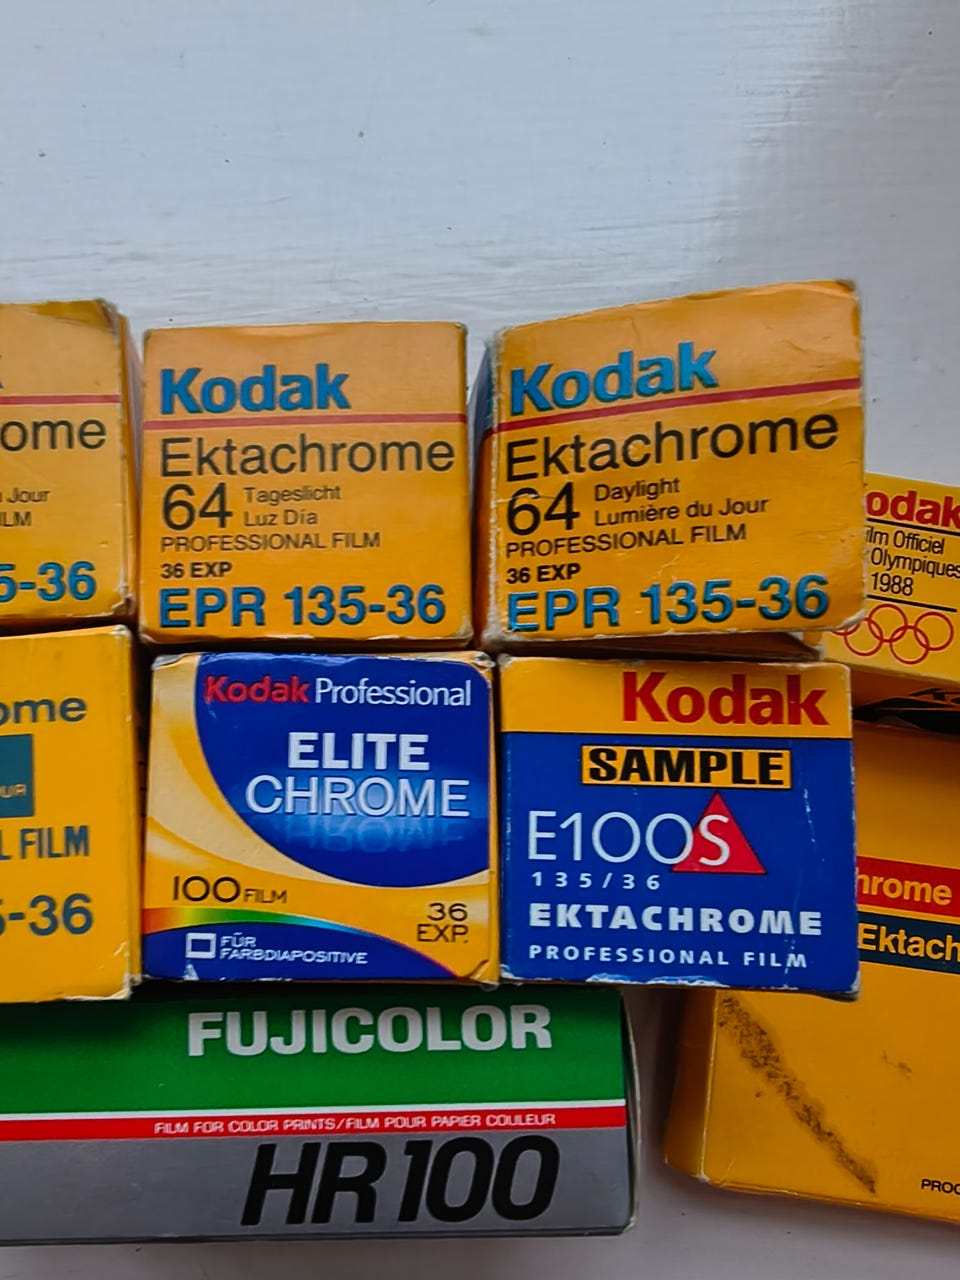 ome
Jour
ILM
5-36
Kodak
Ektachrome
64 Tageslicht
Luz Día
PROFESSIONAL FILM
36 EXP
EPR 135-36
Kodak
Ektachrome
64 Daylight
Lumière du Jour
PROFESSIONAL FILM
36 EXP
EPR 135-36
odak
ilm Officiel
Olympiques
1988
ome
UR
L FILM
5-36
Kodak Professional
ELITE
CHROME
100 FILM
36
EXP.
FÜR
FARBDIAPOSITIVE
Kodak
SAMPLE
E100S
135/36
EKTACHROME
PROFESSIONAL FILM
hrome
Ektach
PROC
FUJICOLOR
FILM FOR COLOR PRINTS/FILM POUR PAPIER COULEUR
HR100